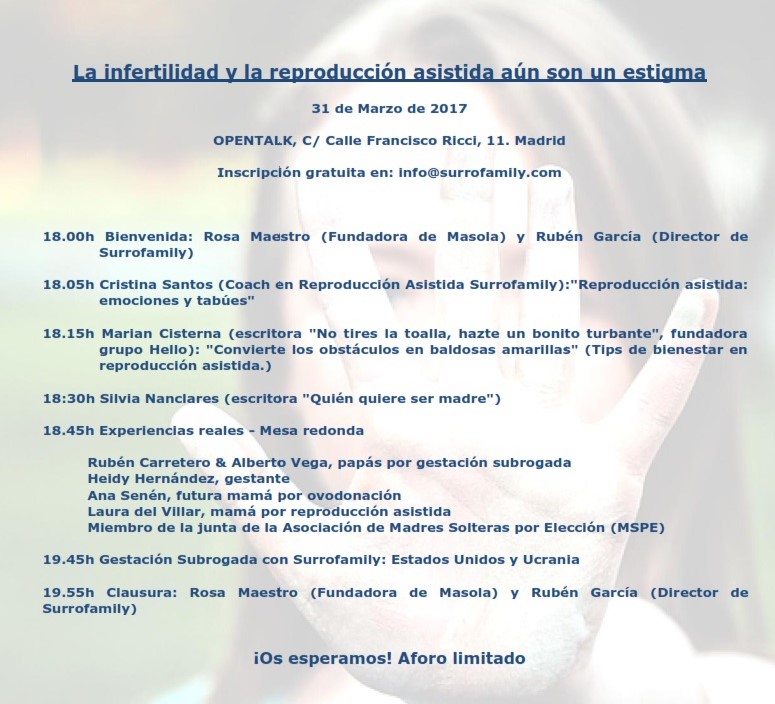 La infertilidad y la reproducción asistida aún son un estigma
31 de Marzo de 2017
OPENTALK, C/ Calle Francisco Ricci, 11. Madrid
Inscripción gratuita en: info@surrofamily.com
18.00h Bienvenida: Rosa Maestro (Fundadora de Masola) y Rubén García (Director de
Surrofamily)
18.05h Cristina Santos (Coach en Reproducción Asistida Surrofamily):"Reproducción asistida:
emociones y tabúes"
18.15h Marian Cisterna (escritora "No tires la toalla, hazte un bonito turbante", fundadora
grupo Hello): "Convierte los obstáculos en baldosas amarillas" (Tips de bienestar en
reproducción asistida.)
18:30h Silvia Nanclares (escritora "Quién quiere ser madre")
18.45h Experiencias reales - Mesa redonda
Rubén Carretero & Alberto Vega, papás por gestación subrogada
Heidy Hernández, gestante
Ana Senén, futura mamá por ovodonación
Laura del Villar, mamá por reproducción asistida
Miembro de la junta de la Asociación de Madres Solteras por Elección (MSPE)
19.45h Gestación Subrogada con Surrofamily: Estados Unidos y Ucrania
19.55h Clausura: Rosa Maestro (Fundadora de Masola) y Rubén García (Director de
Surrofamily)
¡Os esperamos! Aforo limitado